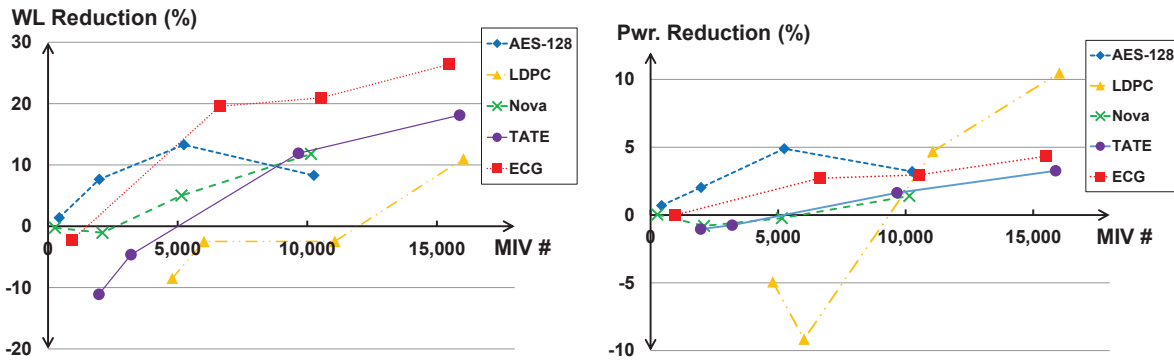 WL Reduction (%)
30
20
10
0
-10
-20
0
5,000
10,000
15,000
MIV #
AES-128
LDPC
Nova
TATE
ECG
Pwr. Reduction (%)
10
5
0
-5
-10
0
5,000
10,000
15,000
MIV #
AES-128
LDPC
Nova
TATE
ECG